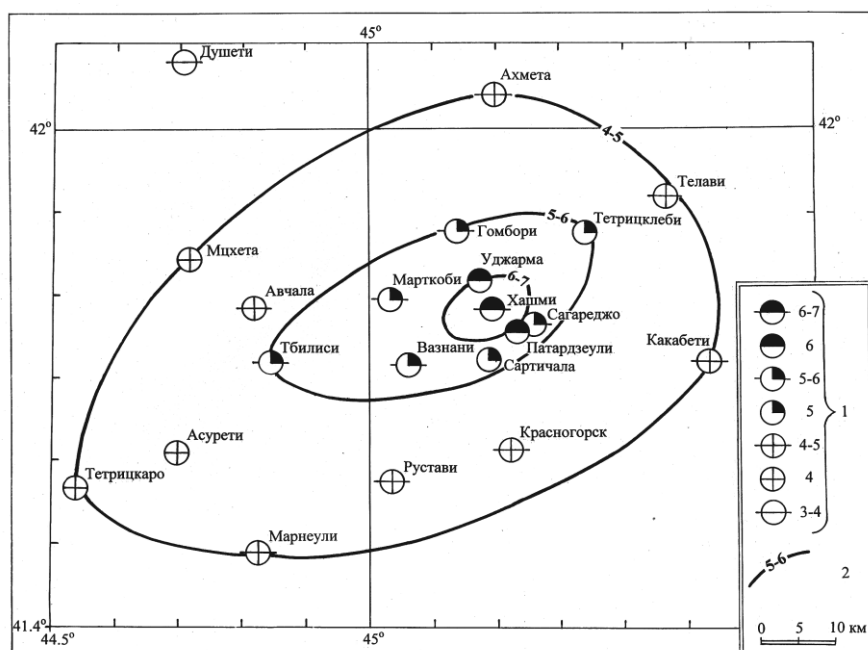 45°
Душети
Ахмета
42°
42°
4-5
Телави
5-6
Тетрицклеби
Гомбори
Мцхета
Уджарма
6-7
Марткоби
Хашми
Авчала
Сагареджо
Какабети
Тбилиси
Вазиани
Патардзеули
Сартичала
Асурети
Красногорск
Тетрицкаро
Рустави
Марнеули
41.4°
44.5°
45°
6-7
6
5-6
5
4-5
4
3-4
1
5-6
2
0 5 10 км